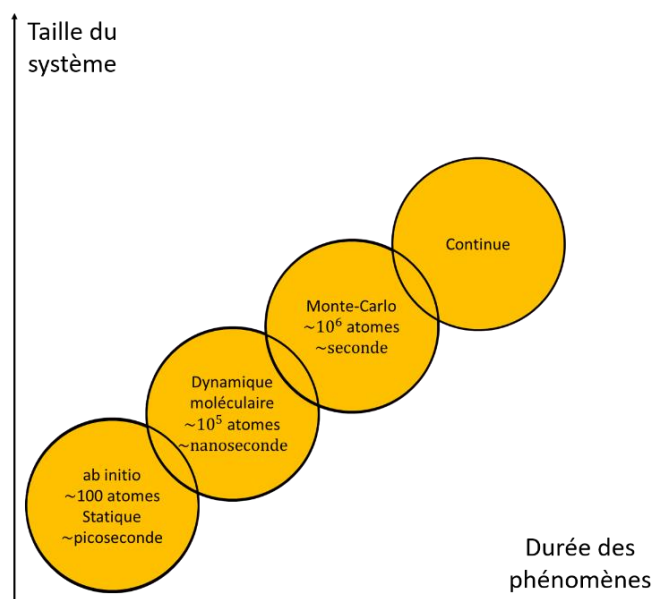 Taille du
système
Continue
Monte-Carlo
~10⁶ atomes
~seconde
Dynamique
moléculaire
~10⁵ atomes
~nanoseconde
ab initio
~100 atomes
Statique
~picoseconde
Durée des
phénomènes